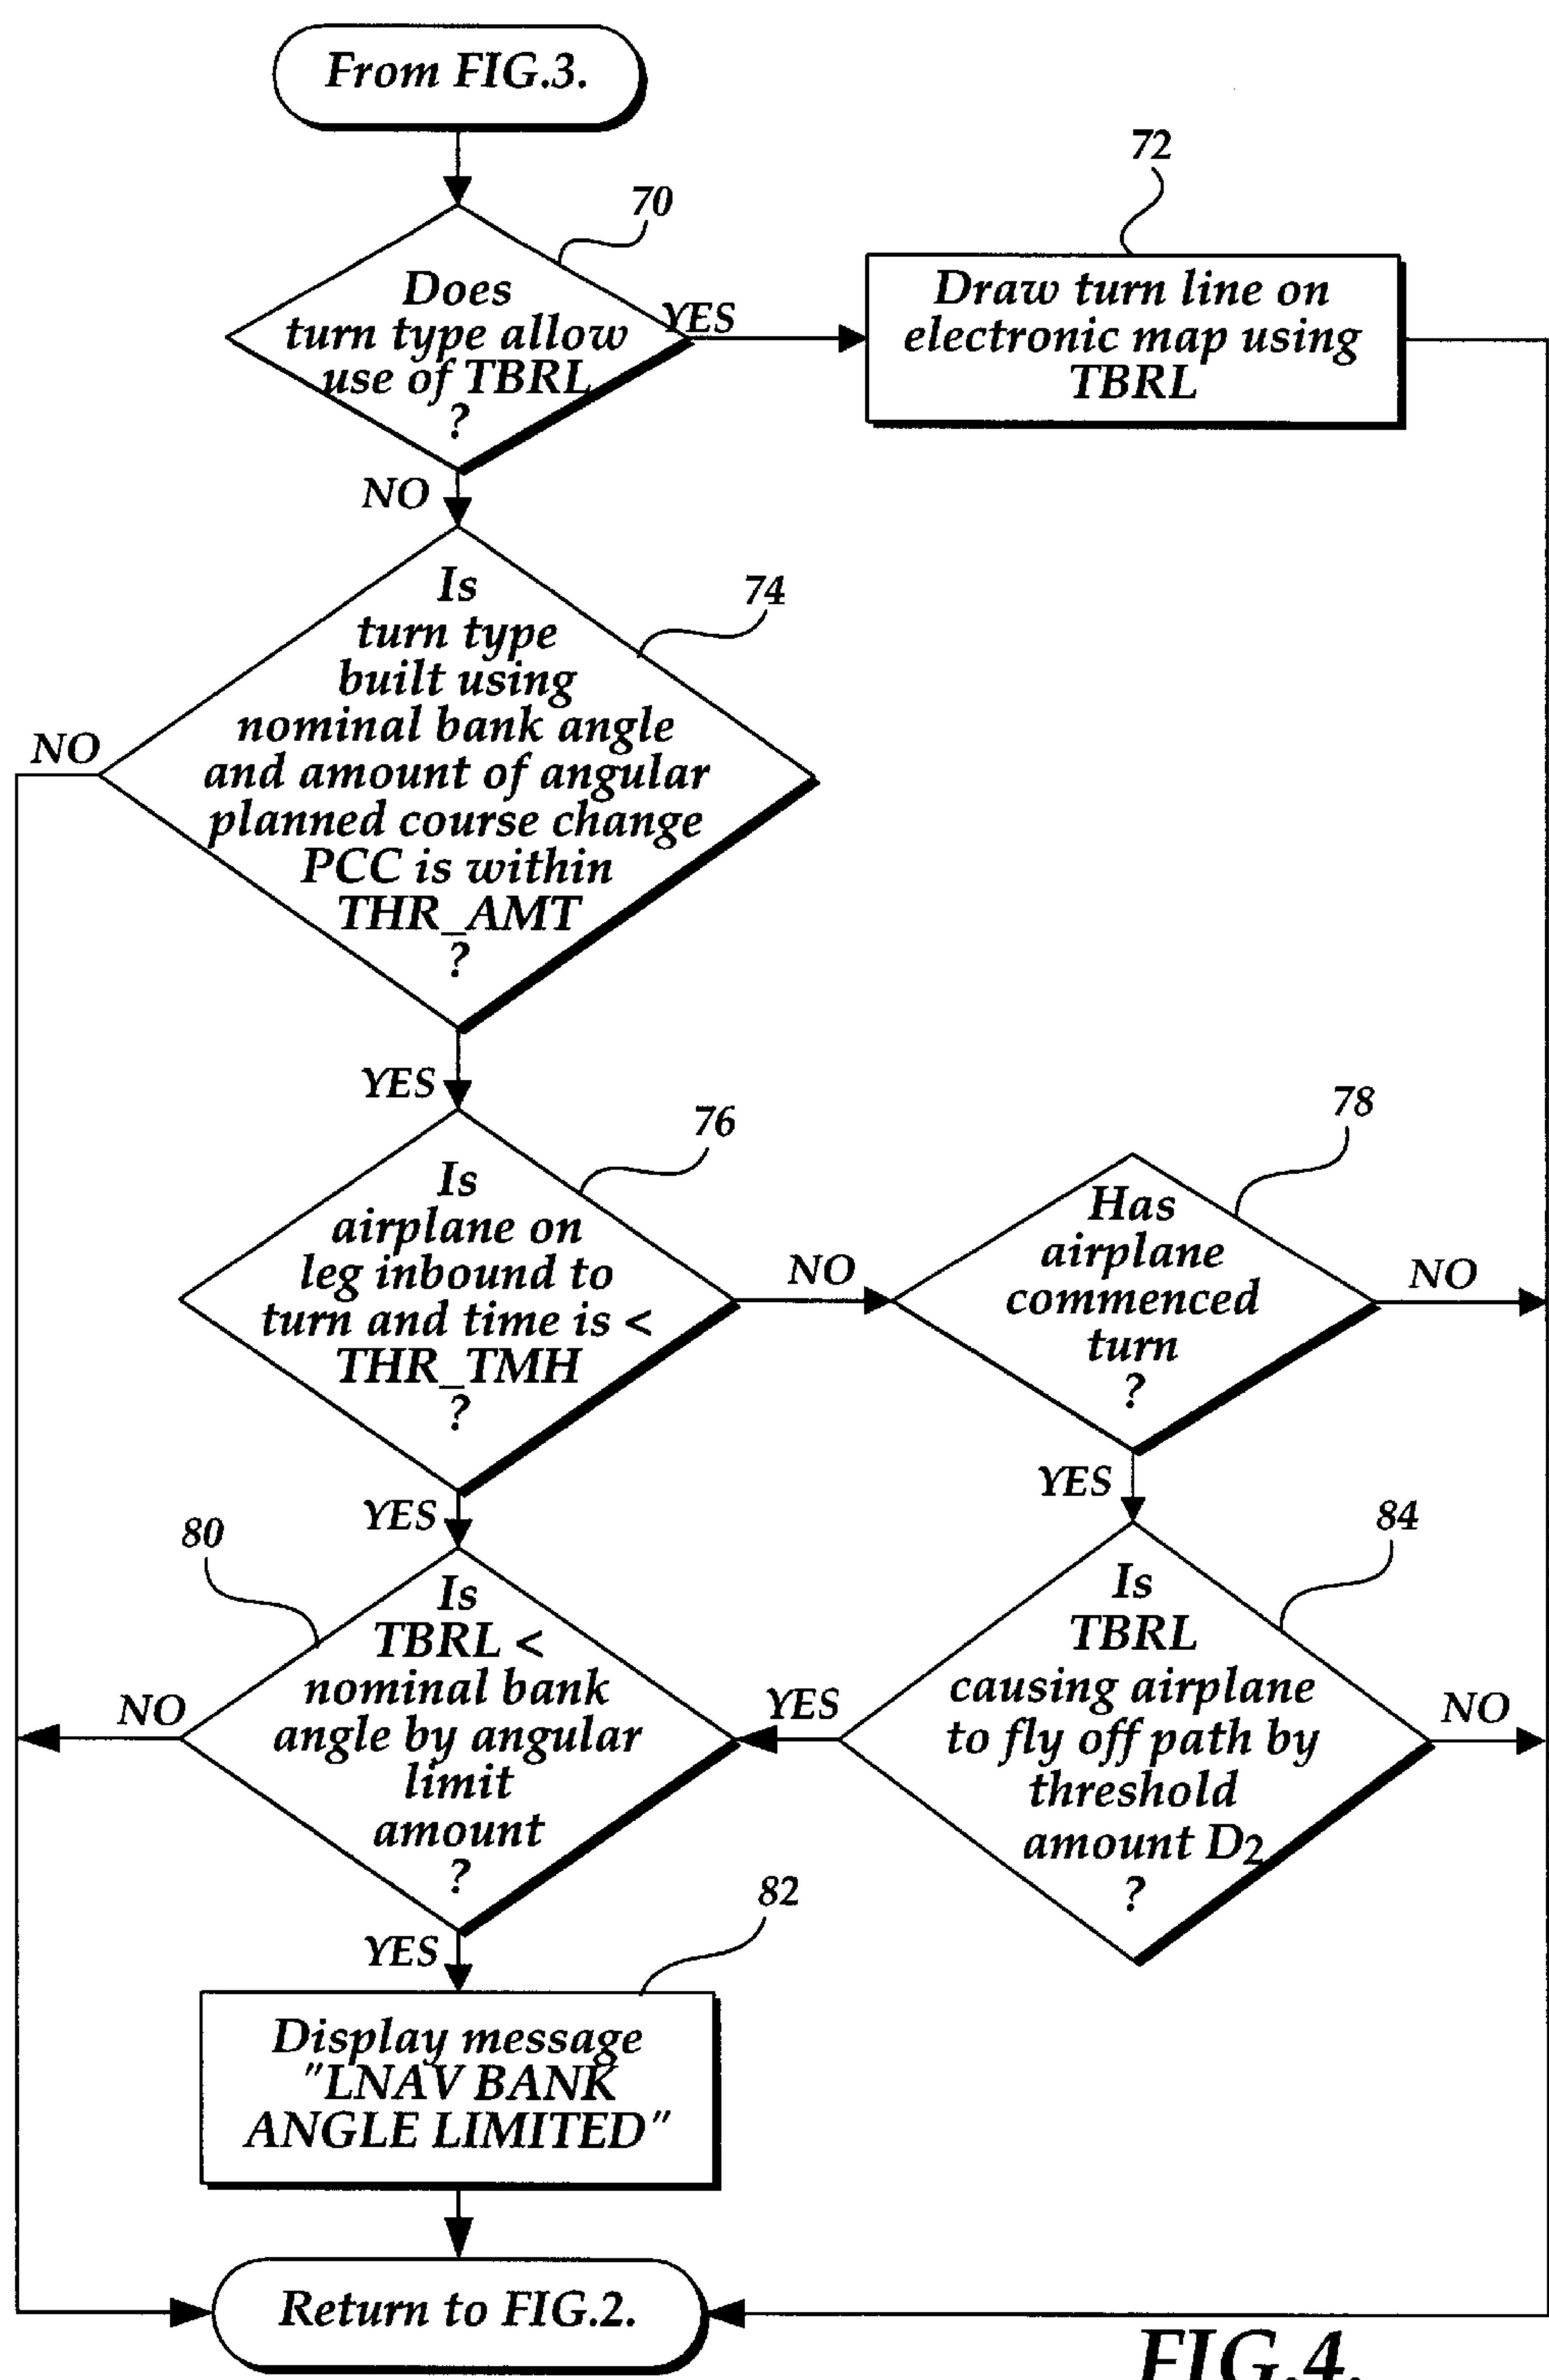 From FIG.3.
70
Does
turn type allow
use of TBRL
?
YES
72
Draw turn line on
electronic map using
TBRL
NO
74
Is
turn type
built using
nominal bank angle
and amount of angular
planned course change
PCC is within
THR_AMT
?
NO
YES
76
Is
airplane on
leg inbound to
turn and time is <
THR_TMH
?
NO
78
Has
airplane
commenced
turn
?
NO
YES
YES
80
Is
TBRL <
nominal bank
angle by angular
limit
amount
?
NO
84
Is
TBRL
causing airplane
to fly off path by
threshold
amount D2
?
YES
NO
YES
82
Display message
"LNAV BANK
ANGLE LIMITED"
Return to FIG.2.
FIG.4.